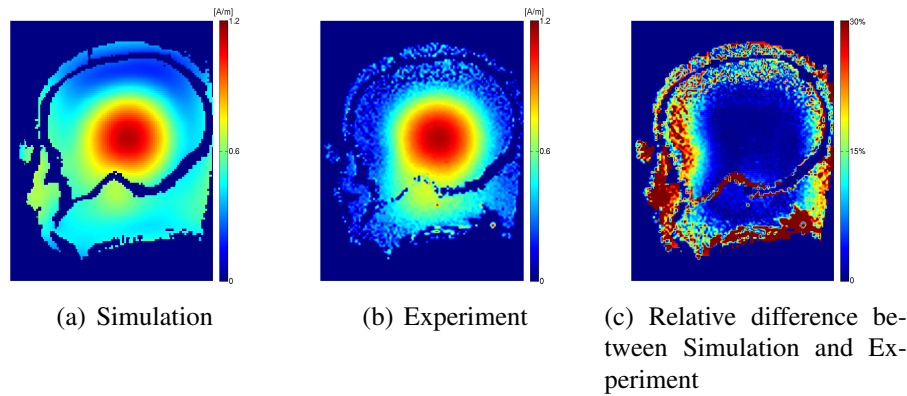 [A/m]
1.2
0.6
0
[A/m]
1.2
0.6
0
30%
15%
0
(a) Simulation
(b) Experiment
(c) Relative difference be-
tween Simulation and Ex-
periment